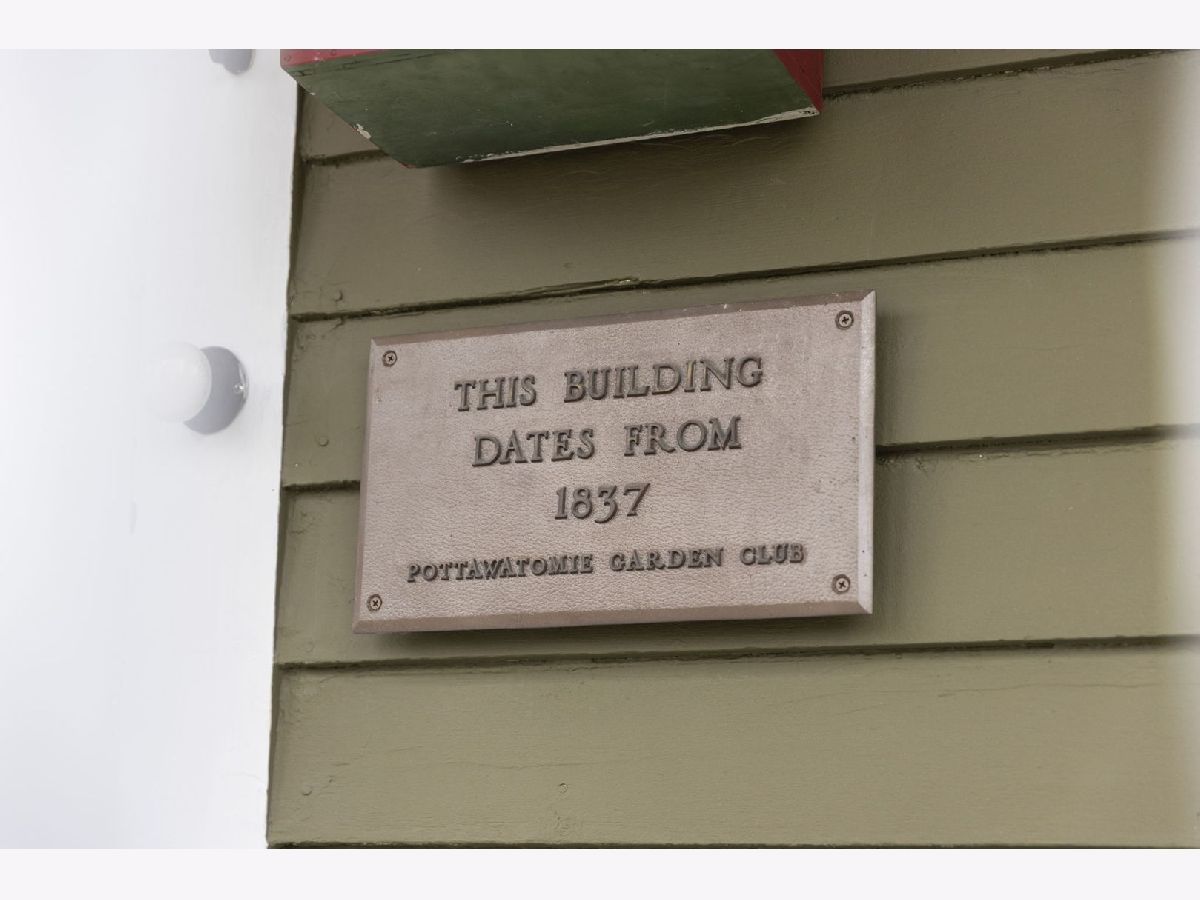 THIS BUILDING
DATES FROM
1837
POTTAWATOMIE GARDEN CLUB